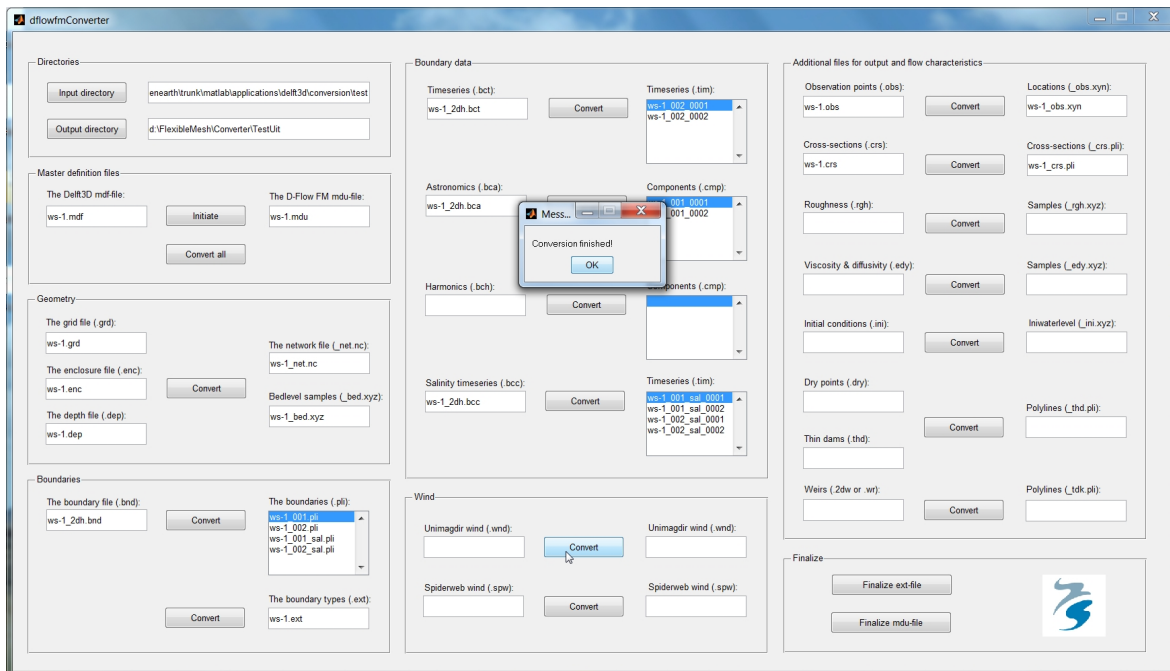 dflowfmConverter
Directories
Input directory
enearth\trunk\matlab\applications\delft3d\conversion\test
Output directory
d:\FlexibleMesh\Converter\TestUit
Master definition files
The Delft3D mdf-file:
The D-Flow FM mdu-file:
ws-1.mdf
Initiate
ws-1.mdu
Convert all
Geometry
The grid file (.grd):
ws-1.grd
The network file (_net.nc):
ws-1_net.nc
The enclosure file (.enc):
ws-1.enc
Convert
Bedlevel samples (_bed.xyz):
ws-1_bed.xyz
The depth file (.dep):
ws-1.dep
Boundaries
The boundary file (.bnd):
The boundaries (.pli):
ws-1_2dh.bnd
Convert
ws-1_001.pli
ws-1_002.pli
ws-1_001_sal.pli
ws-1_002_sal.pli
The boundary types (.ext):
Convert
ws-1.ext
Boundary data
Timeseries (.bct):
Timeseries (.tim):
ws-1_2dh.bct
Convert
ws-1_002_0001
ws-1_002_0002
Astronomics (.bca):
Components (.cmp):
ws-1_2dh.bca
_001_0001
_001_0002
Mess...
Conversion finished!
OK
Harmonics (.bch):
Components (.cmp):
Convert
Salinity timeseries (.bcc):
Timeseries (.tim):
ws-1_2dh.bcc
Convert
ws-1_001_sal_0001
ws-1_001_sal_0002
ws-1_002_sal_0001
ws-1_002_sal_0002
Wind
Unimagdir wind (.wnd):
Unimagdir wind (.wnd):
Convert
Spiderweb wind (.spw):
Spiderweb wind (.spw):
Convert
Additional files for output and flow characteristics
Observation points (.obs):
Locations (_obs.xyn):
ws-1.obs
Convert
ws-1_obs.xyn
Cross-sections (.crs):
Cross-sections (_crs.pli):
ws-1.crs
Convert
ws-1_crs.pli
Roughness (.rgh):
Samples (_rgh.xyz):
Convert
Viscosity & diffusivity (.edy):
Samples (_edy.xyz):
Convert
Initial conditions (.ini):
Iniwaterlevel (_ini.xyz):
Convert
Dry points (.dry):
Polylines (_thd.pli):
Convert
Thin dams (.thd):
Weirs (.2dw or .wr):
Polylines (_tdk.pli):
Convert
Finalize
Finalize ext-file
Finalize mdu-file